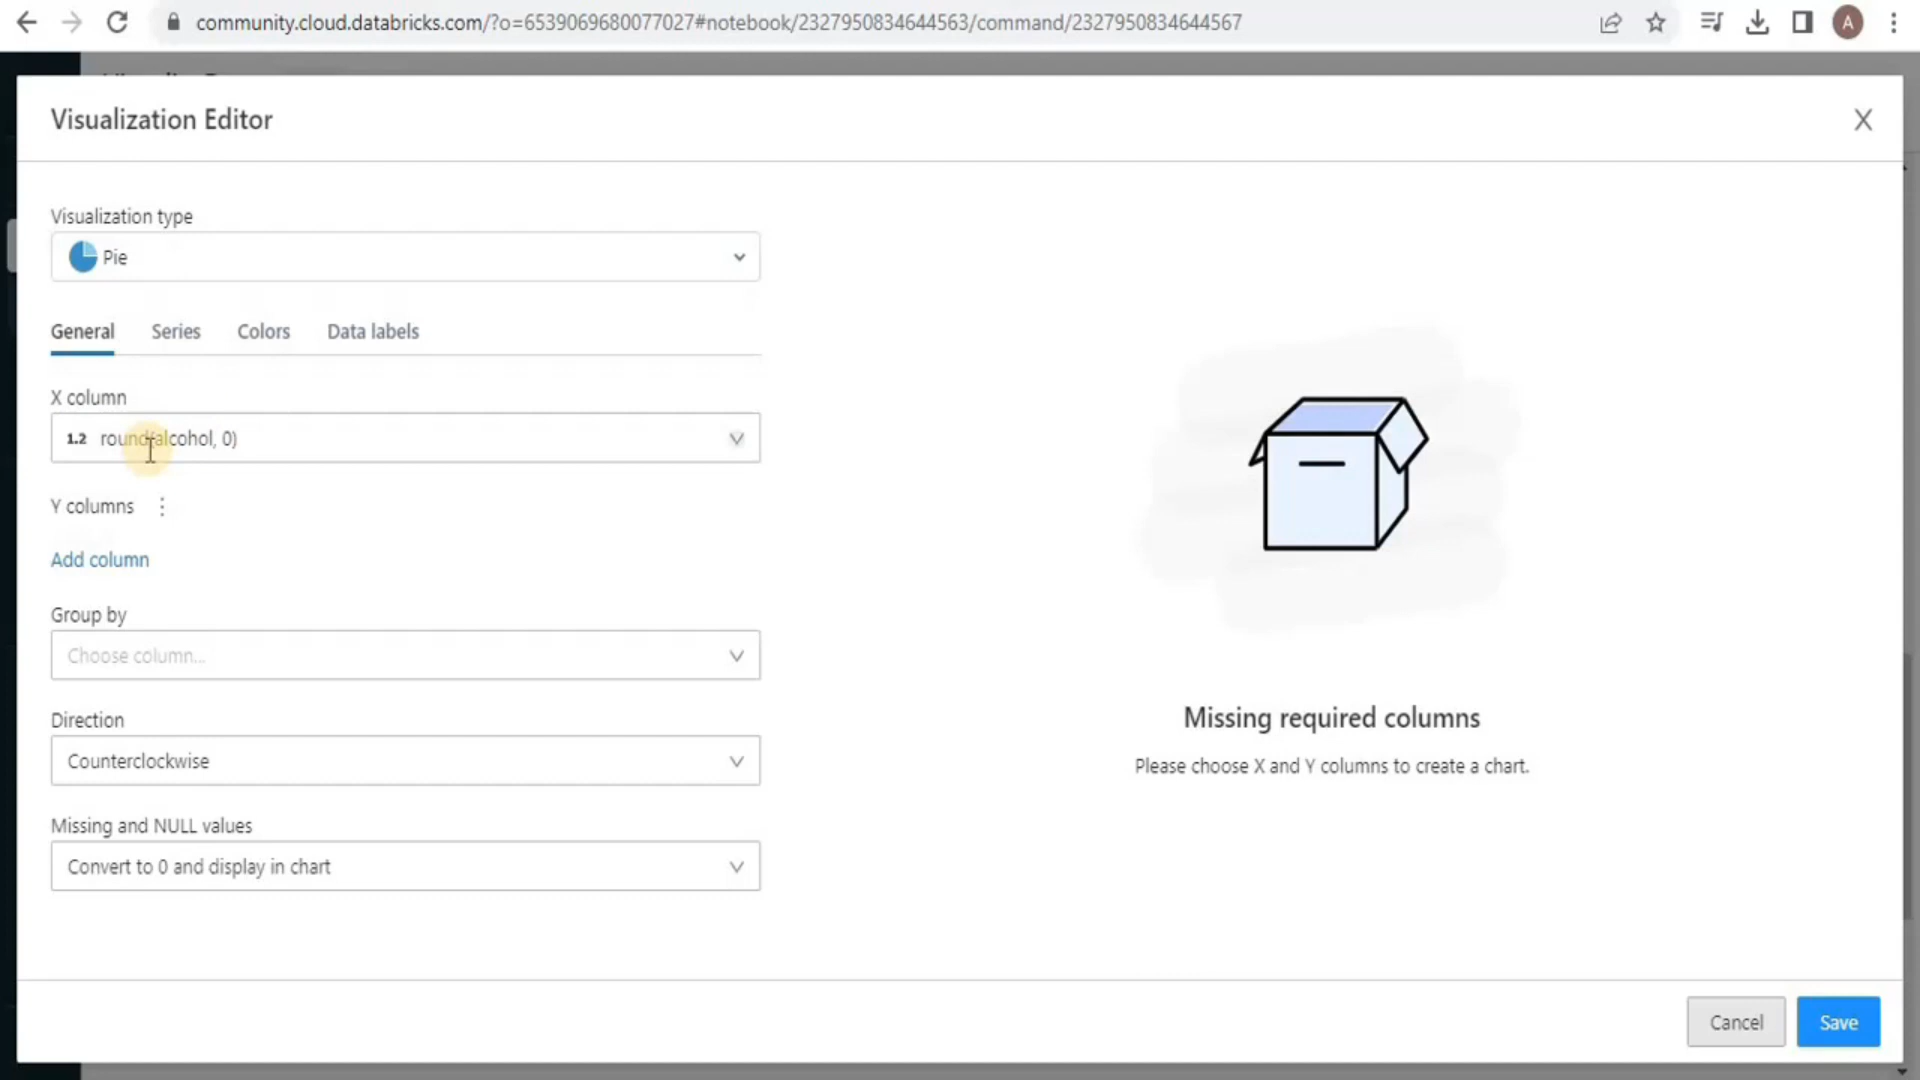 community.cloud.databricks.com/?o=6539069680077027#notebook/2327950834644563/command/2327950834644567
A
Visualization Editor
X
Visualization type
Pie
General Series Colors Data labels
X column
1.2 round(alcohol, 0)
Y columns
Add column
Group by
Choose column...
Direction
Counterclockwise
Missing and NULL values
Convert to 0 and display in chart
Missing required columns
Please choose X and Y columns to create a chart.
Cancel Save